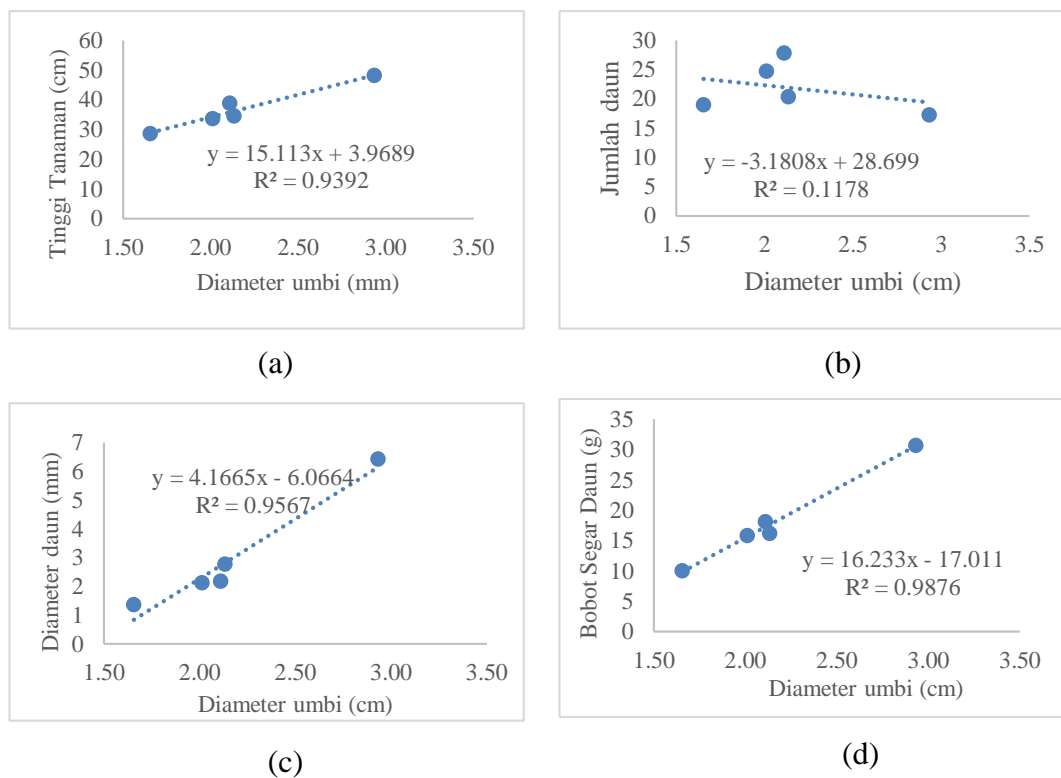 60
50
40
30
20
10
0
Tinggi Tanaman (cm)
y = 15.113x + 3.9689
R² = 0.9392
1.50 2.00 2.50 3.00 3.50
Diameter umbi (mm)
(a)
30
25
20
15
10
5
0
Jumlah daun
y = -3.1808x + 28.699
R² = 0.1178
1.5 2 2.5 3 3.5
Diameter umbi (cm)
(b)
7
6
5
4
3
2
1
0
Diameter daun (mm)
y = 4.1665x - 6.0664
R² = 0.9567
1.50 2.00 2.50 3.00 3.50
Diameter umbi (cm)
(c)
35
30
25
20
15
10
5
0
Bobot Segar Daun (g)
y = 16.233x - 17.011
R² = 0.9876
1.50 2.00 2.50 3.00 3.50
Diameter umbi (cm)
(d)